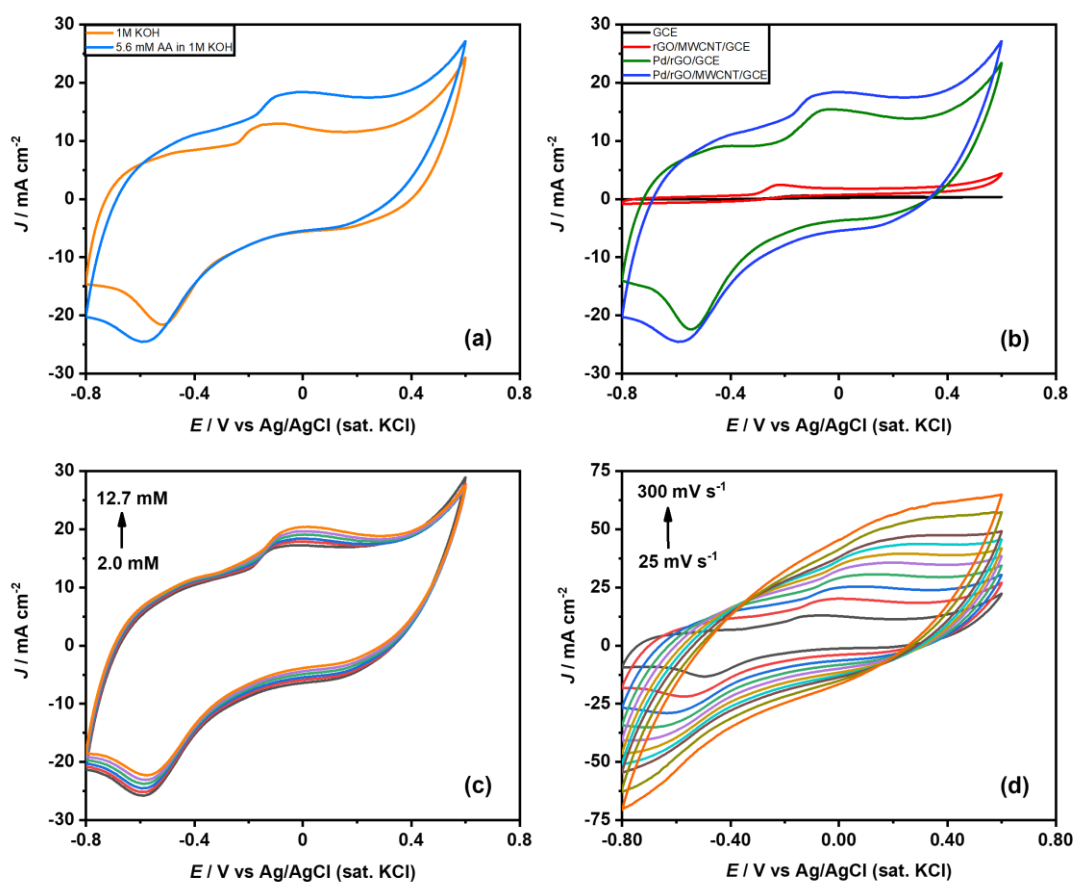 30
20
10
0
-10
-20
-30
J / mA cm⁻²
1M KOH
5.6 mM AA in 1M KOH
(a)
-0.8
-0.4
0
0.4
0.8
E / V vs Ag/AgCl (sat. KCl)
30
20
10
0
-10
-20
-30
J / mA cm⁻²
GCE
rGO/MWCNT/GCE
Pd/rGO/GCE
Pd/rGO/MWCNT/GCE
(b)
-0.8
-0.4
0
0.4
0.8
E / V vs Ag/AgCl (sat. KCl)
30
20
10
0
-10
-20
-30
J / mA cm⁻²
12.7 mM
2.0 mM
(c)
-0.8
-0.4
0
0.4
0.8
E / V vs Ag/AgCl (sat. KCl)
75
50
25
0
-25
-50
-75
J / mA cm⁻²
300 mV s⁻¹
25 mV s⁻¹
(d)
-0.80
-0.40
0.00
0.40
0.80
E / V vs Ag/AgCl (sat. KCl)